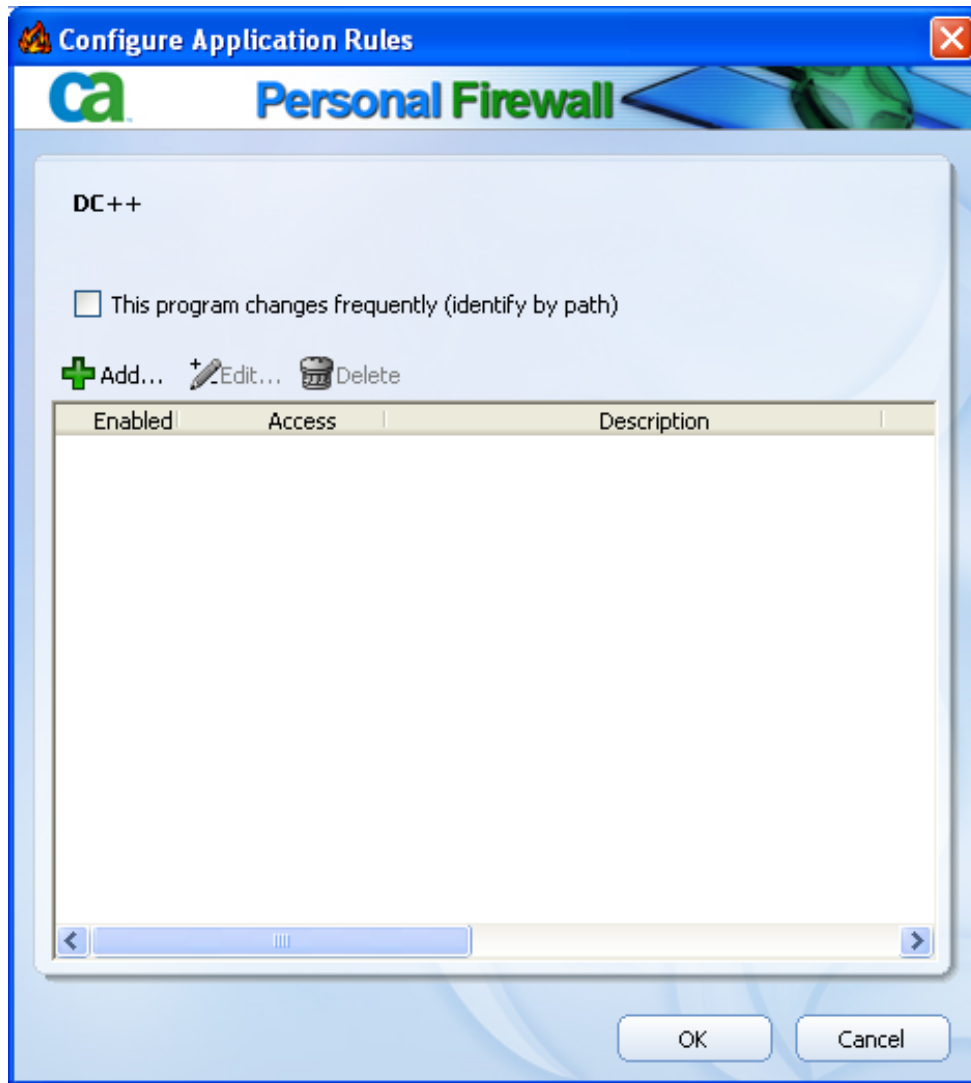 Configure Application Rules
ca Personal Firewall
DC++
This program changes frequently (identify by path)
Add... Edit... Delete
Enabled Access Description
OK Cancel